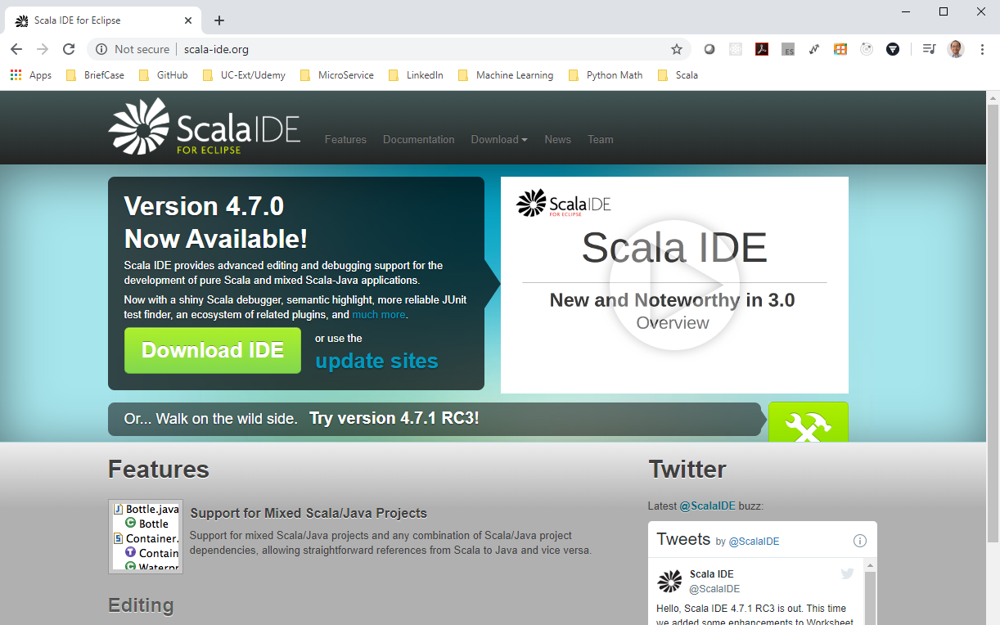 Scala IDE for Eclipse
Not secure
scala-ide.org
ES
Apps
BriefCase
GitHub
UC-Ext/Udemy
MicroService
LinkedIn
Machine Learning
Python Math
Scala
ScalaIDE
FOR ECLIPSE
Features
Documentation
Download
News
Team
Version 4.7.0
Now Available!
Scala IDE provides advanced editing and debugging support for the
development of pure Scala and mixed Scala-Java applications.
Now with a shiny Scala debugger, semantic highlight, more reliable JUnit
test finder, an ecosystem of related plugins, and much more.
Download IDE
or use the
update sites
ScalaIDE
FOR ECLIPSE
Scala IDE
New and Noteworthy in 3.0
Overview
Or... Walk on the wild side. Try version 4.7.1 RC3!
Features
J Bottle.java
C Bottle
S Container.
T Contain
C Waterpr
Support for Mixed Scala/Java Projects
Support for mixed Scala/Java projects and any combination of Scala/Java project
dependencies, allowing straightforward references from Scala to Java and vice versa.
Editing
Twitter
Latest @ScalaIDE buzz:
Tweets by @ScalaIDE
Scala IDE
@ScalaIDE
Hello, Scala IDE 4.7.1 RC3 is out. This time
we added some enhancements to Worksheet